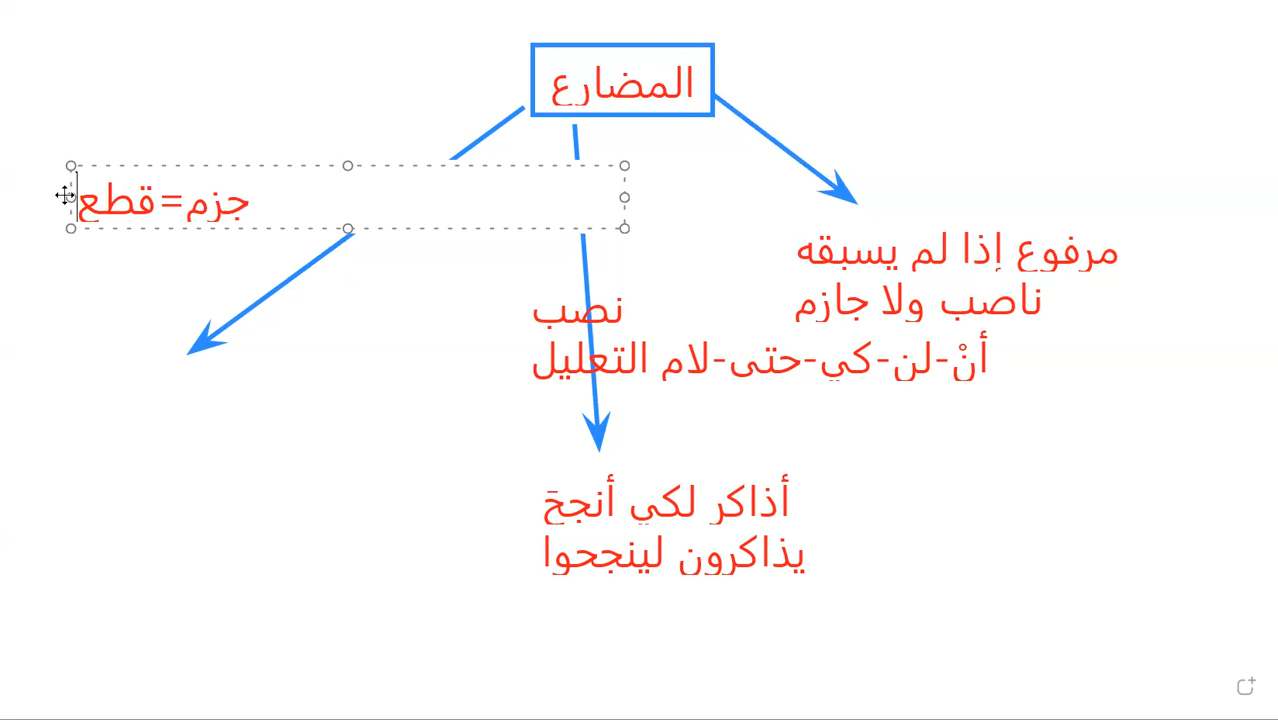 المضارع
جزم=قطع
مرفوع إذا لم يسبقه
ناصب ولا جازم
نصب
أنْ-لن-كي-حتى-لام التعليل
أذاكر لكي أنجحَ
يذاكرون لينجحوا